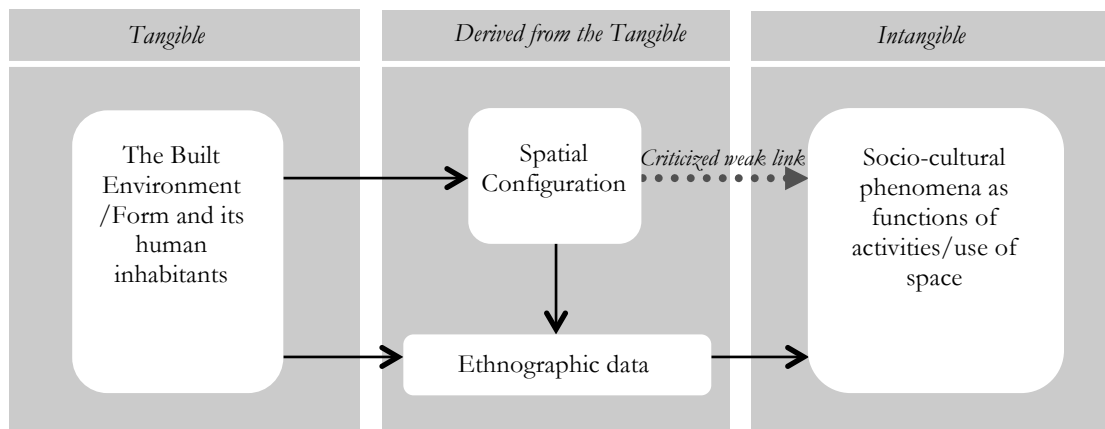 Tangible
Derived from the Tangible
Intangible
The Built
Environment
/Form and its
human
inhabitants
Spatial
Configuration
Criticized weak link
Socio-cultural
phenomena as
functions of
activities/use of
space
Ethnographic data